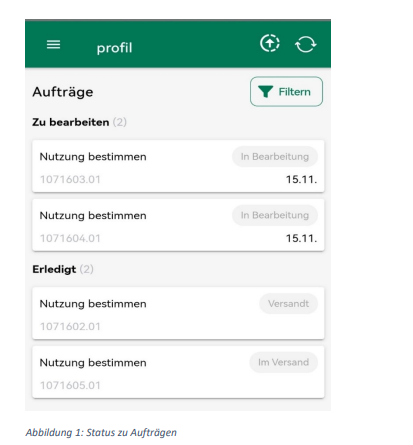 profil
Aufträge
Filtern
Zu bearbeiten (2)
Nutzung bestimmen
In Bearbeitung
1071603.01
15.11.
Nutzung bestimmen
In Bearbeitung
1071604.01
15.11.
Erledigt (2)
Nutzung bestimmen
Versandt
1071602.01
Nutzung bestimmen
Im Versand
1071605.01
Abbildung 1: Status zu Aufträgen